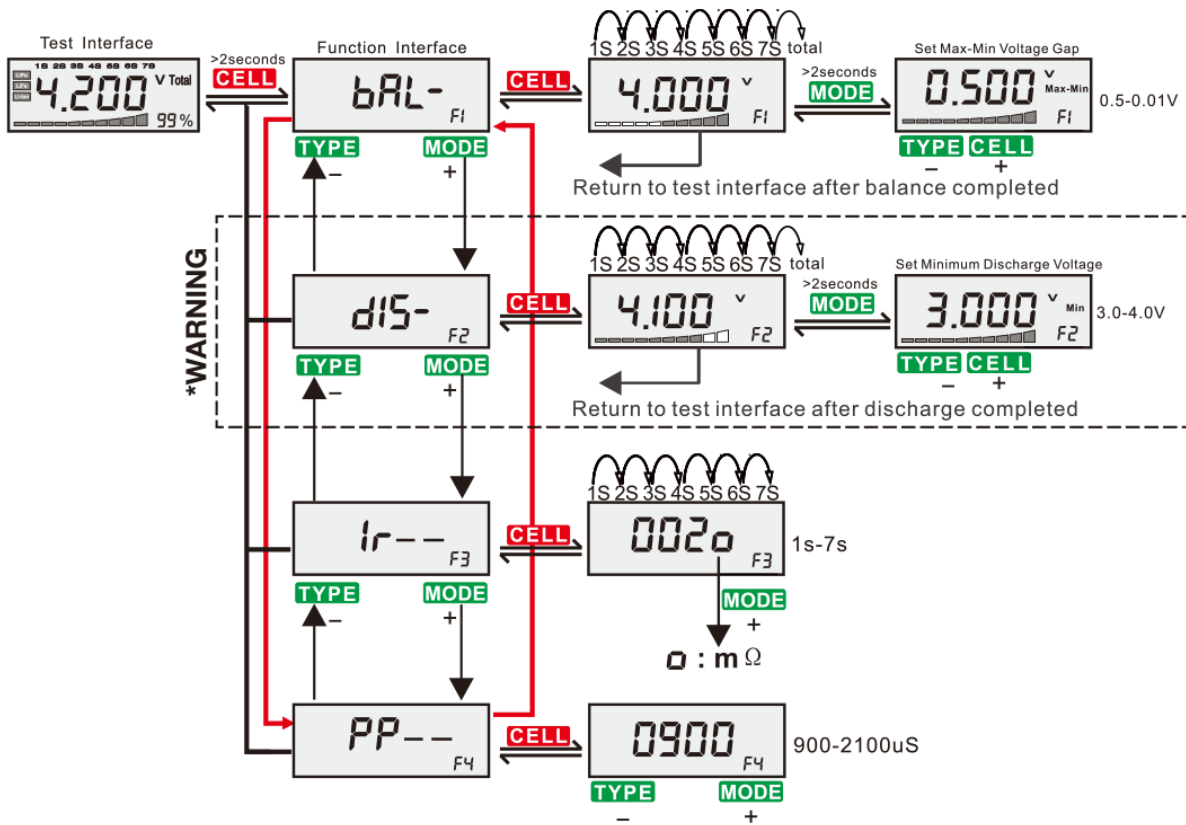 Test Interface
1S 2S 3S 4S 5S 6S 7S
LiPo
LiFe
Li-ion
4.200 V Total
99%
>2seconds
CELL
Function Interface
bAL-
F1
TYPE
−
MODE
+
CELL
1S 2S 3S 4S 5S 6S 7S total
4.000 v
F1
>2seconds
MODE
Set Max-Min Voltage Gap
0.500 V
Max-Min
F1
0.5-0.01V
TYPE CELL
− +
Return to test interface after balance completed
*WARNING
dIS-
F2
TYPE
−
MODE
+
CELL
1S 2S 3S 4S 5S 6S 7S total
4.100 v
F2
>2seconds
MODE
Set Minimum Discharge Voltage
3.000 V
Min
F2
3.0-4.0V
TYPE CELL
− +
Return to test interface after discharge completed
Ir--
F3
TYPE
−
MODE
+
CELL
1S 2S 3S 4S 5S 6S 7S
002o
F3
1s-7s
MODE
+
o : m Ω
PP--
F4
CELL
0900
F4
900-2100uS
TYPE
−
MODE
+